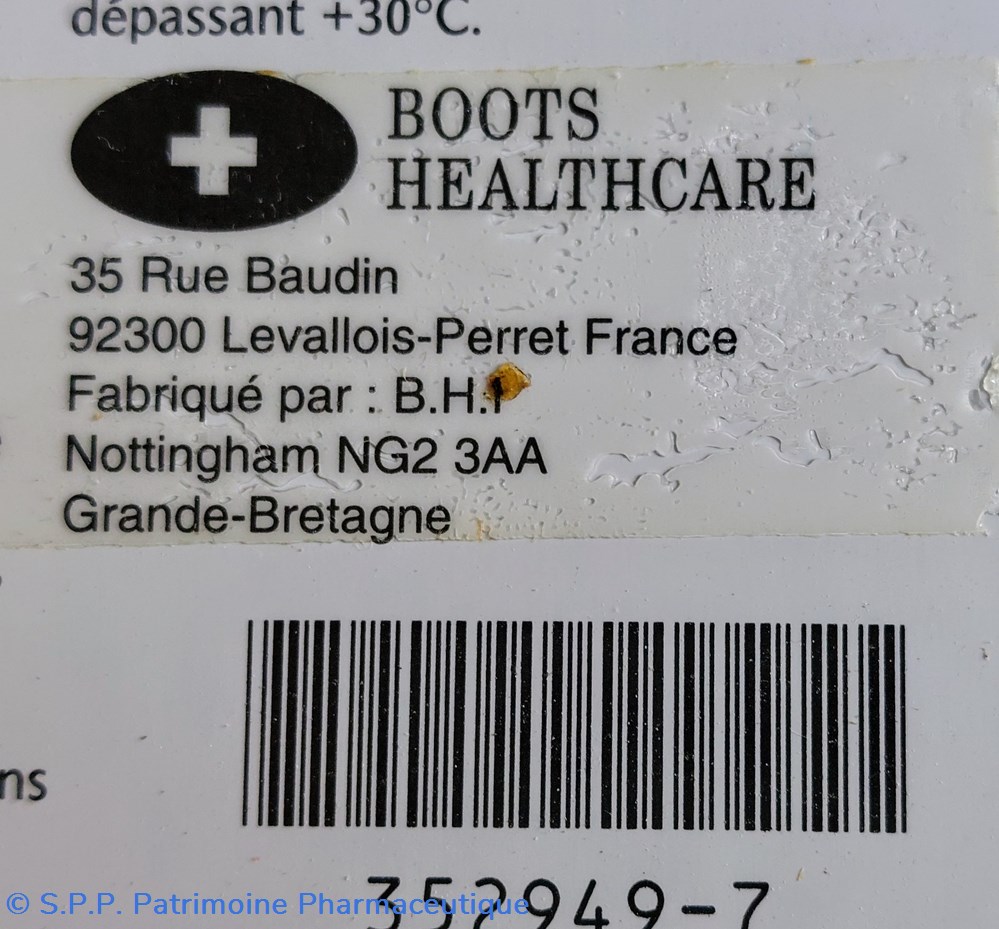 dépassant +30°C.
BOOTS
HEALTHCARE
35 Rue Baudin
92300 Levallois-Perret France
Fabriqué par : B.H.I
Nottingham NG2 3AA
Grande-Bretagne
ns
352949-7
© S.P.P. Patrimoine Pharmaceutique